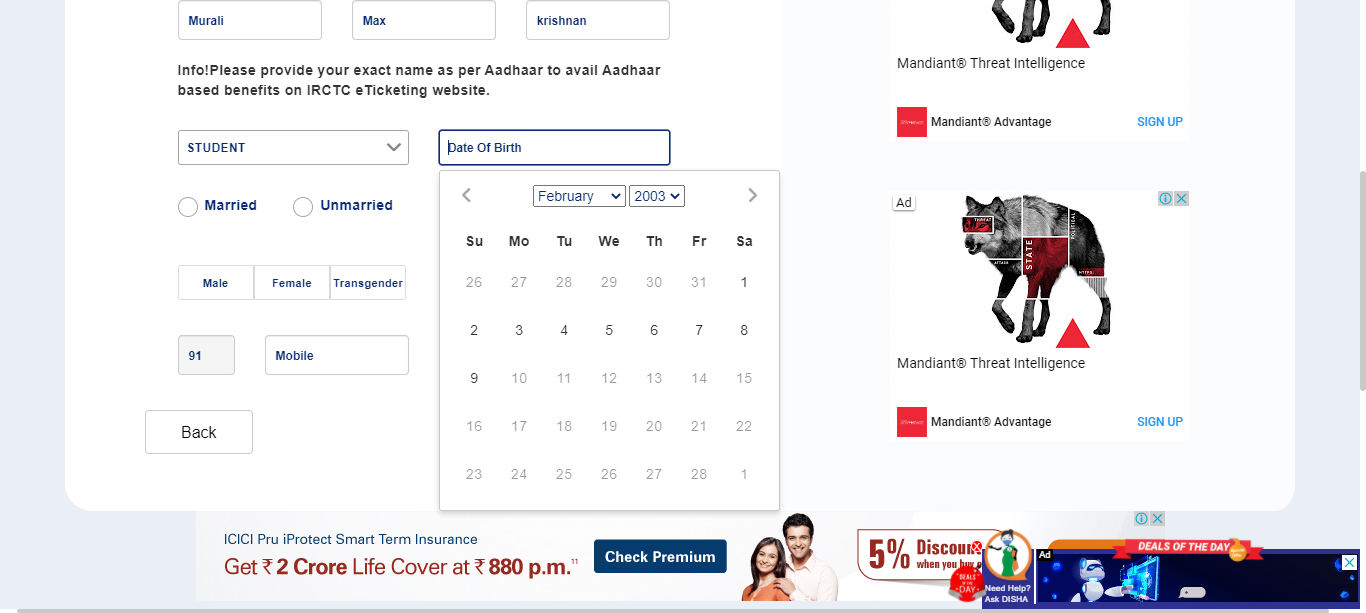 Murali Max krishnan
Info!Please provide your exact name as per Aadhaar to avail Aadhaar
based benefits on IRCTC eTicketing website.
STUDENT Date Of Birth
Married Unmarried
Male Female Transgender
91 Mobile
Back
February 2003
Su Mo Tu We Th Fr Sa
26 27 28 29 30 31 1
2 3 4 5 6 7 8
9 10 11 12 13 14 15
16 17 18 19 20 21 22
23 24 25 26 27 28 1
Mandiant® Threat Intelligence
Mandiant® Advantage SIGN UP
Ad
THREAT
POLITICAL
STATE
ATTACK
HTTPS:
Mandiant® Threat Intelligence
Mandiant® Advantage SIGN UP
ICICI Pru iProtect Smart Term Insurance
Get ₹ 2 Crore Life Cover at ₹ 880 p.m.11
Check Premium
5% Discoun
when you buy o
DEALS OF THE DAY
Need Help?
Ask DISHA
Ad
DEALS OF THE DAY